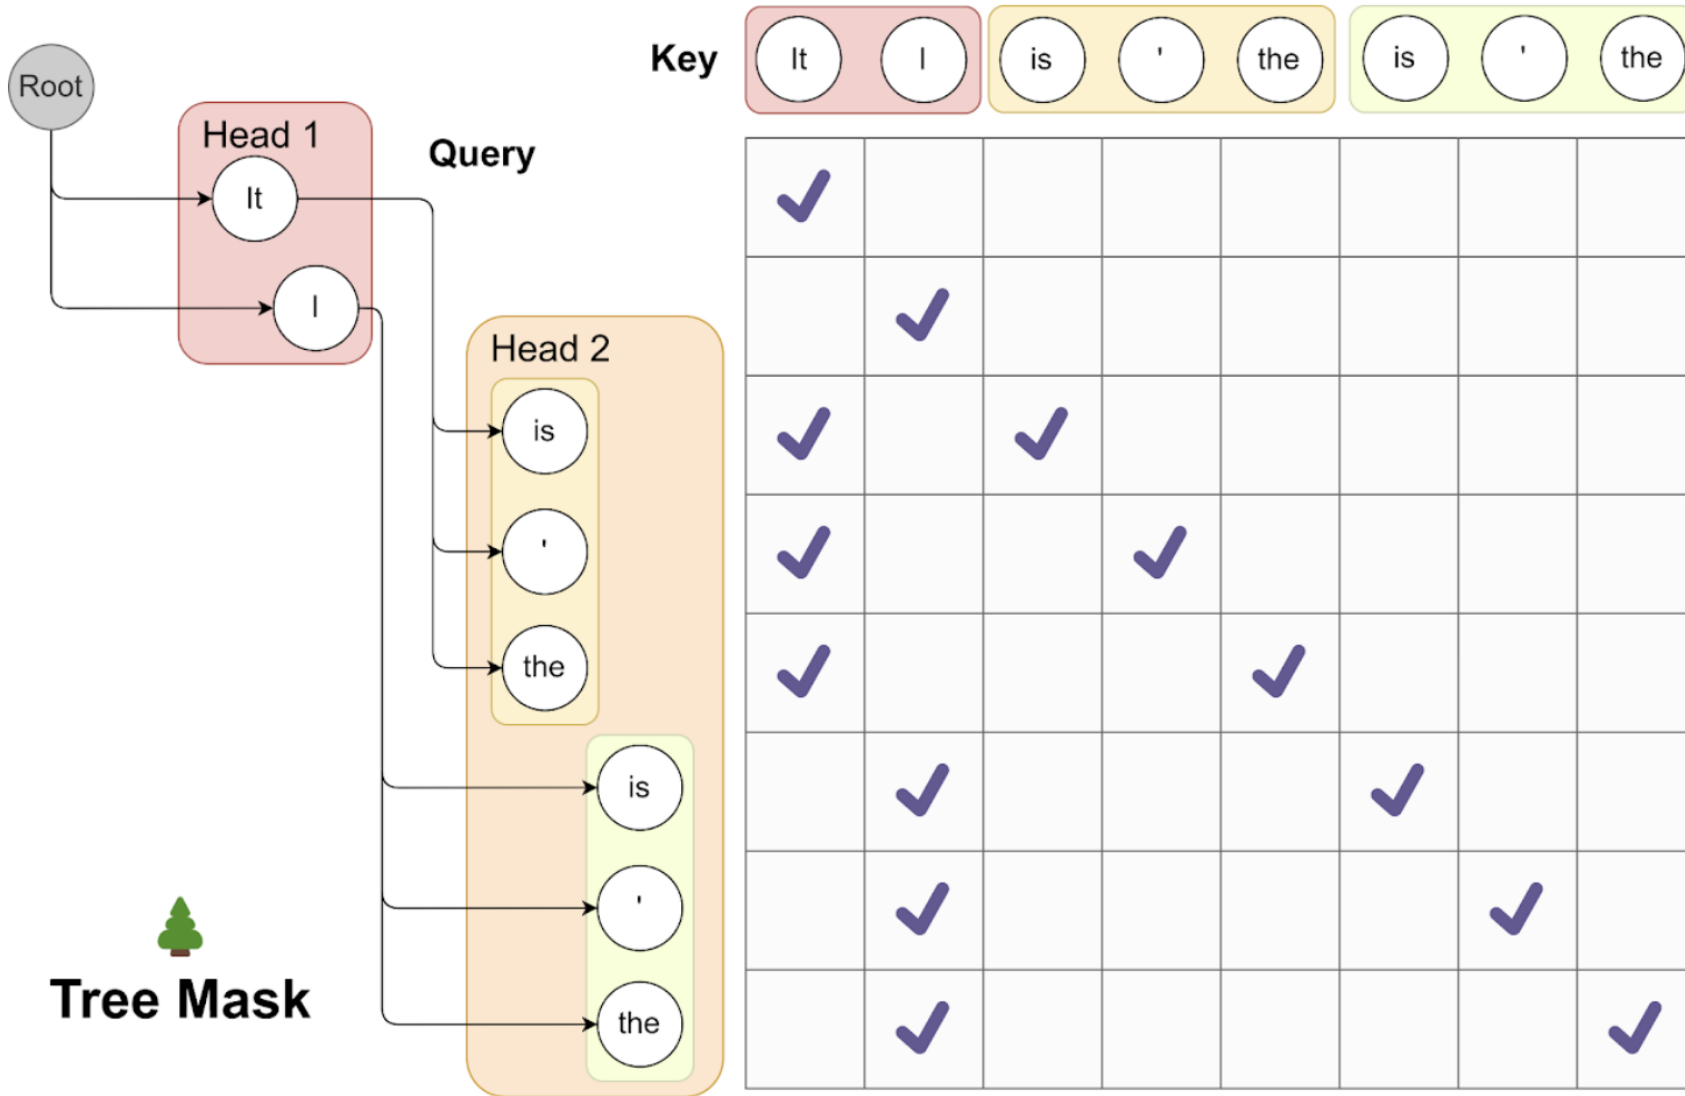 Root
Head 1
It
I
Query
Key
It I is ' the is ' the
Head 2
is
'
the
is
'
the
Tree Mask